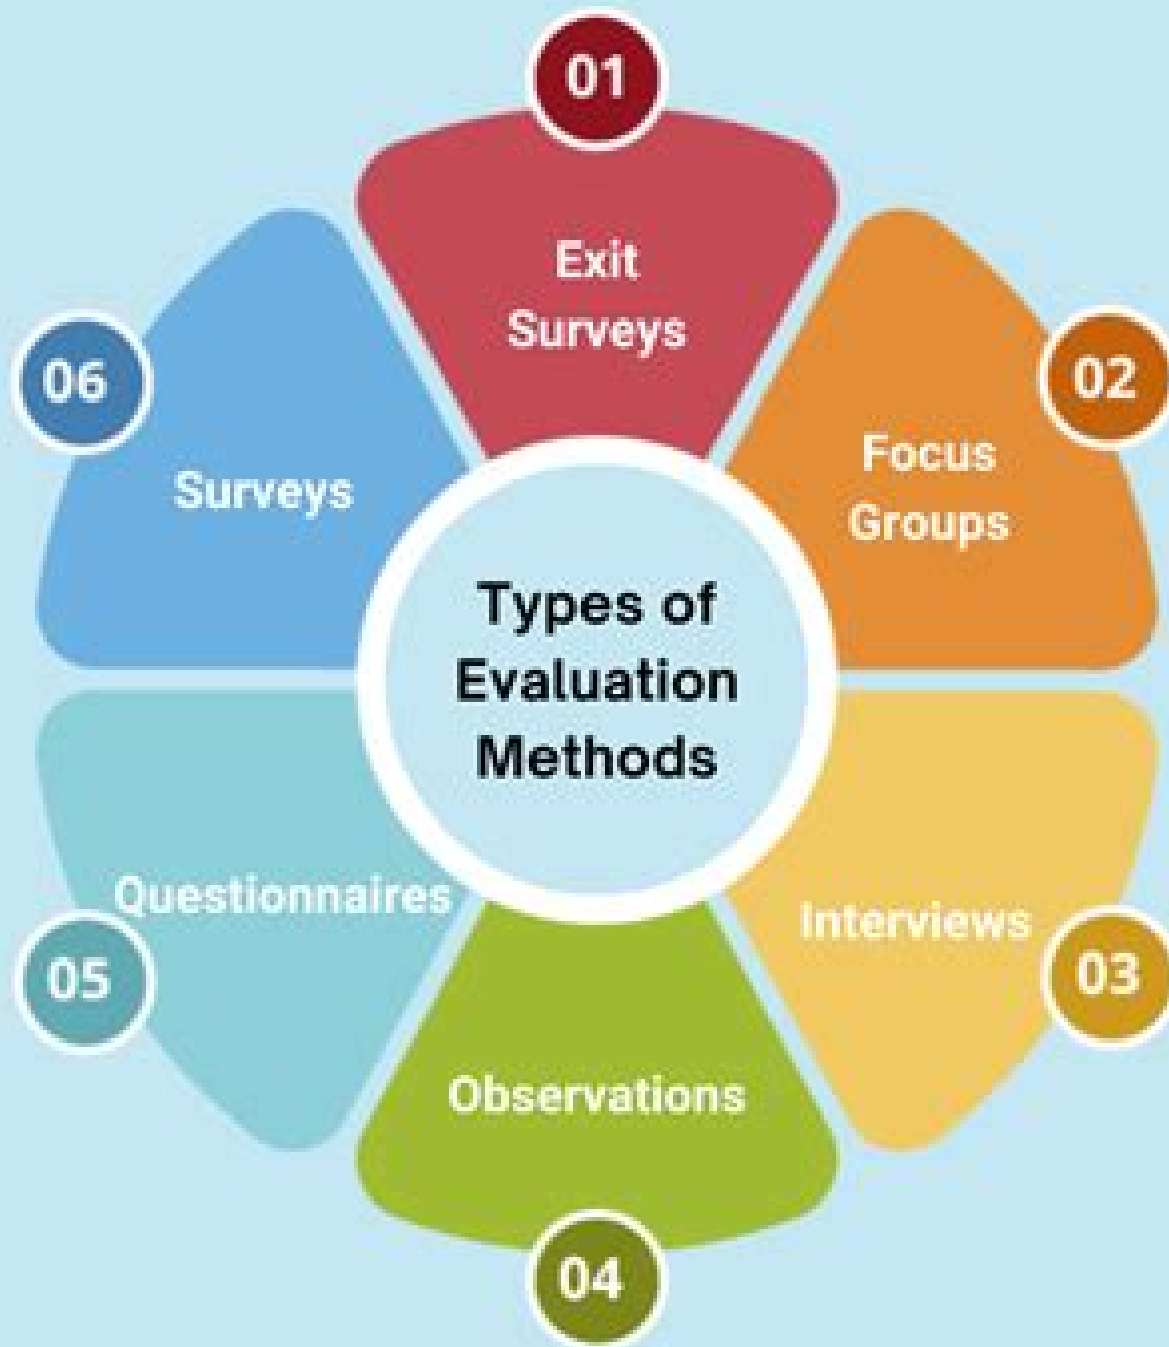 01
Exit
Surveys
02
Focus
Groups
03
Interviews
04
Observations
05
Questionnaires
06
Surveys
Types of
Evaluation
Methods